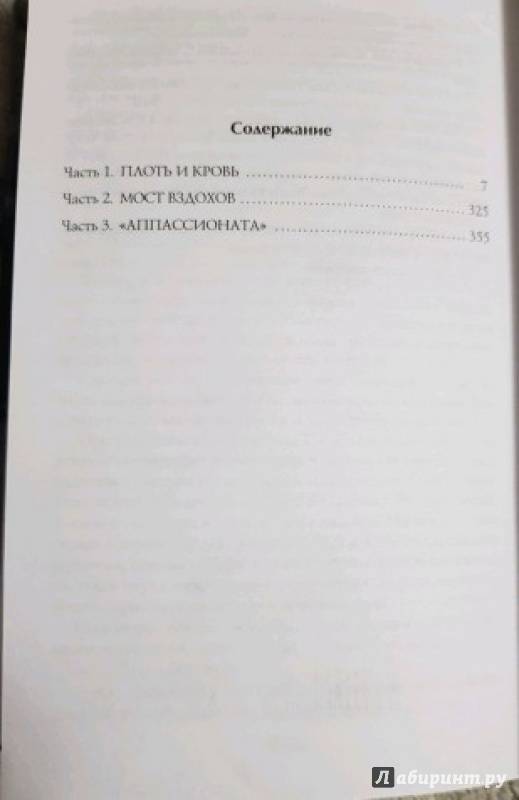 Содержание
Часть 1. ПЛОТЬ И КРОВЬ ........................................ 7
Часть 2. МОСТ ВЗДОХОВ ........................................ 325
Часть 3. «АППАССИОНАТА» ........................................ 355
Лабиринт.ру